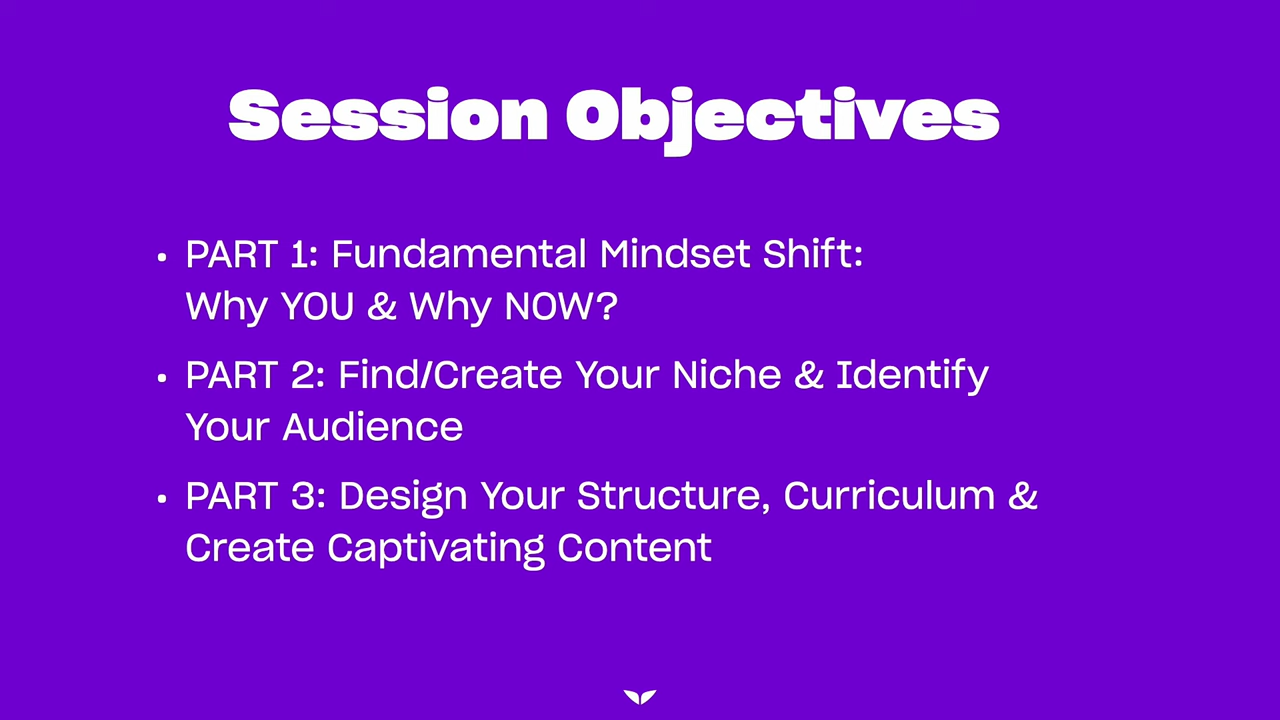 Session Objectives
• PART 1: Fundamental Mindset Shift:
Why YOU & Why NOW?
• PART 2: Find/Create Your Niche & Identify
Your Audience
• PART 3: Design Your Structure, Curriculum &
Create Captivating Content